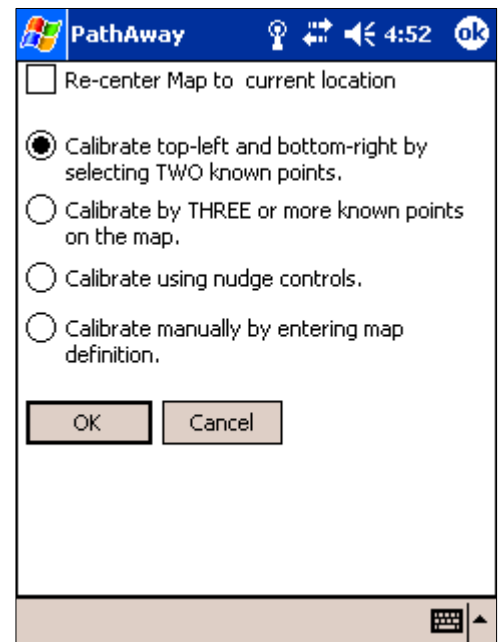 PathAway 4:52 ok
Re-center Map to current location
Calibrate top-left and bottom-right by
selecting TWO known points.
Calibrate by THREE or more known points
on the map.
Calibrate using nudge controls.
Calibrate manually by entering map
definition.
OK Cancel